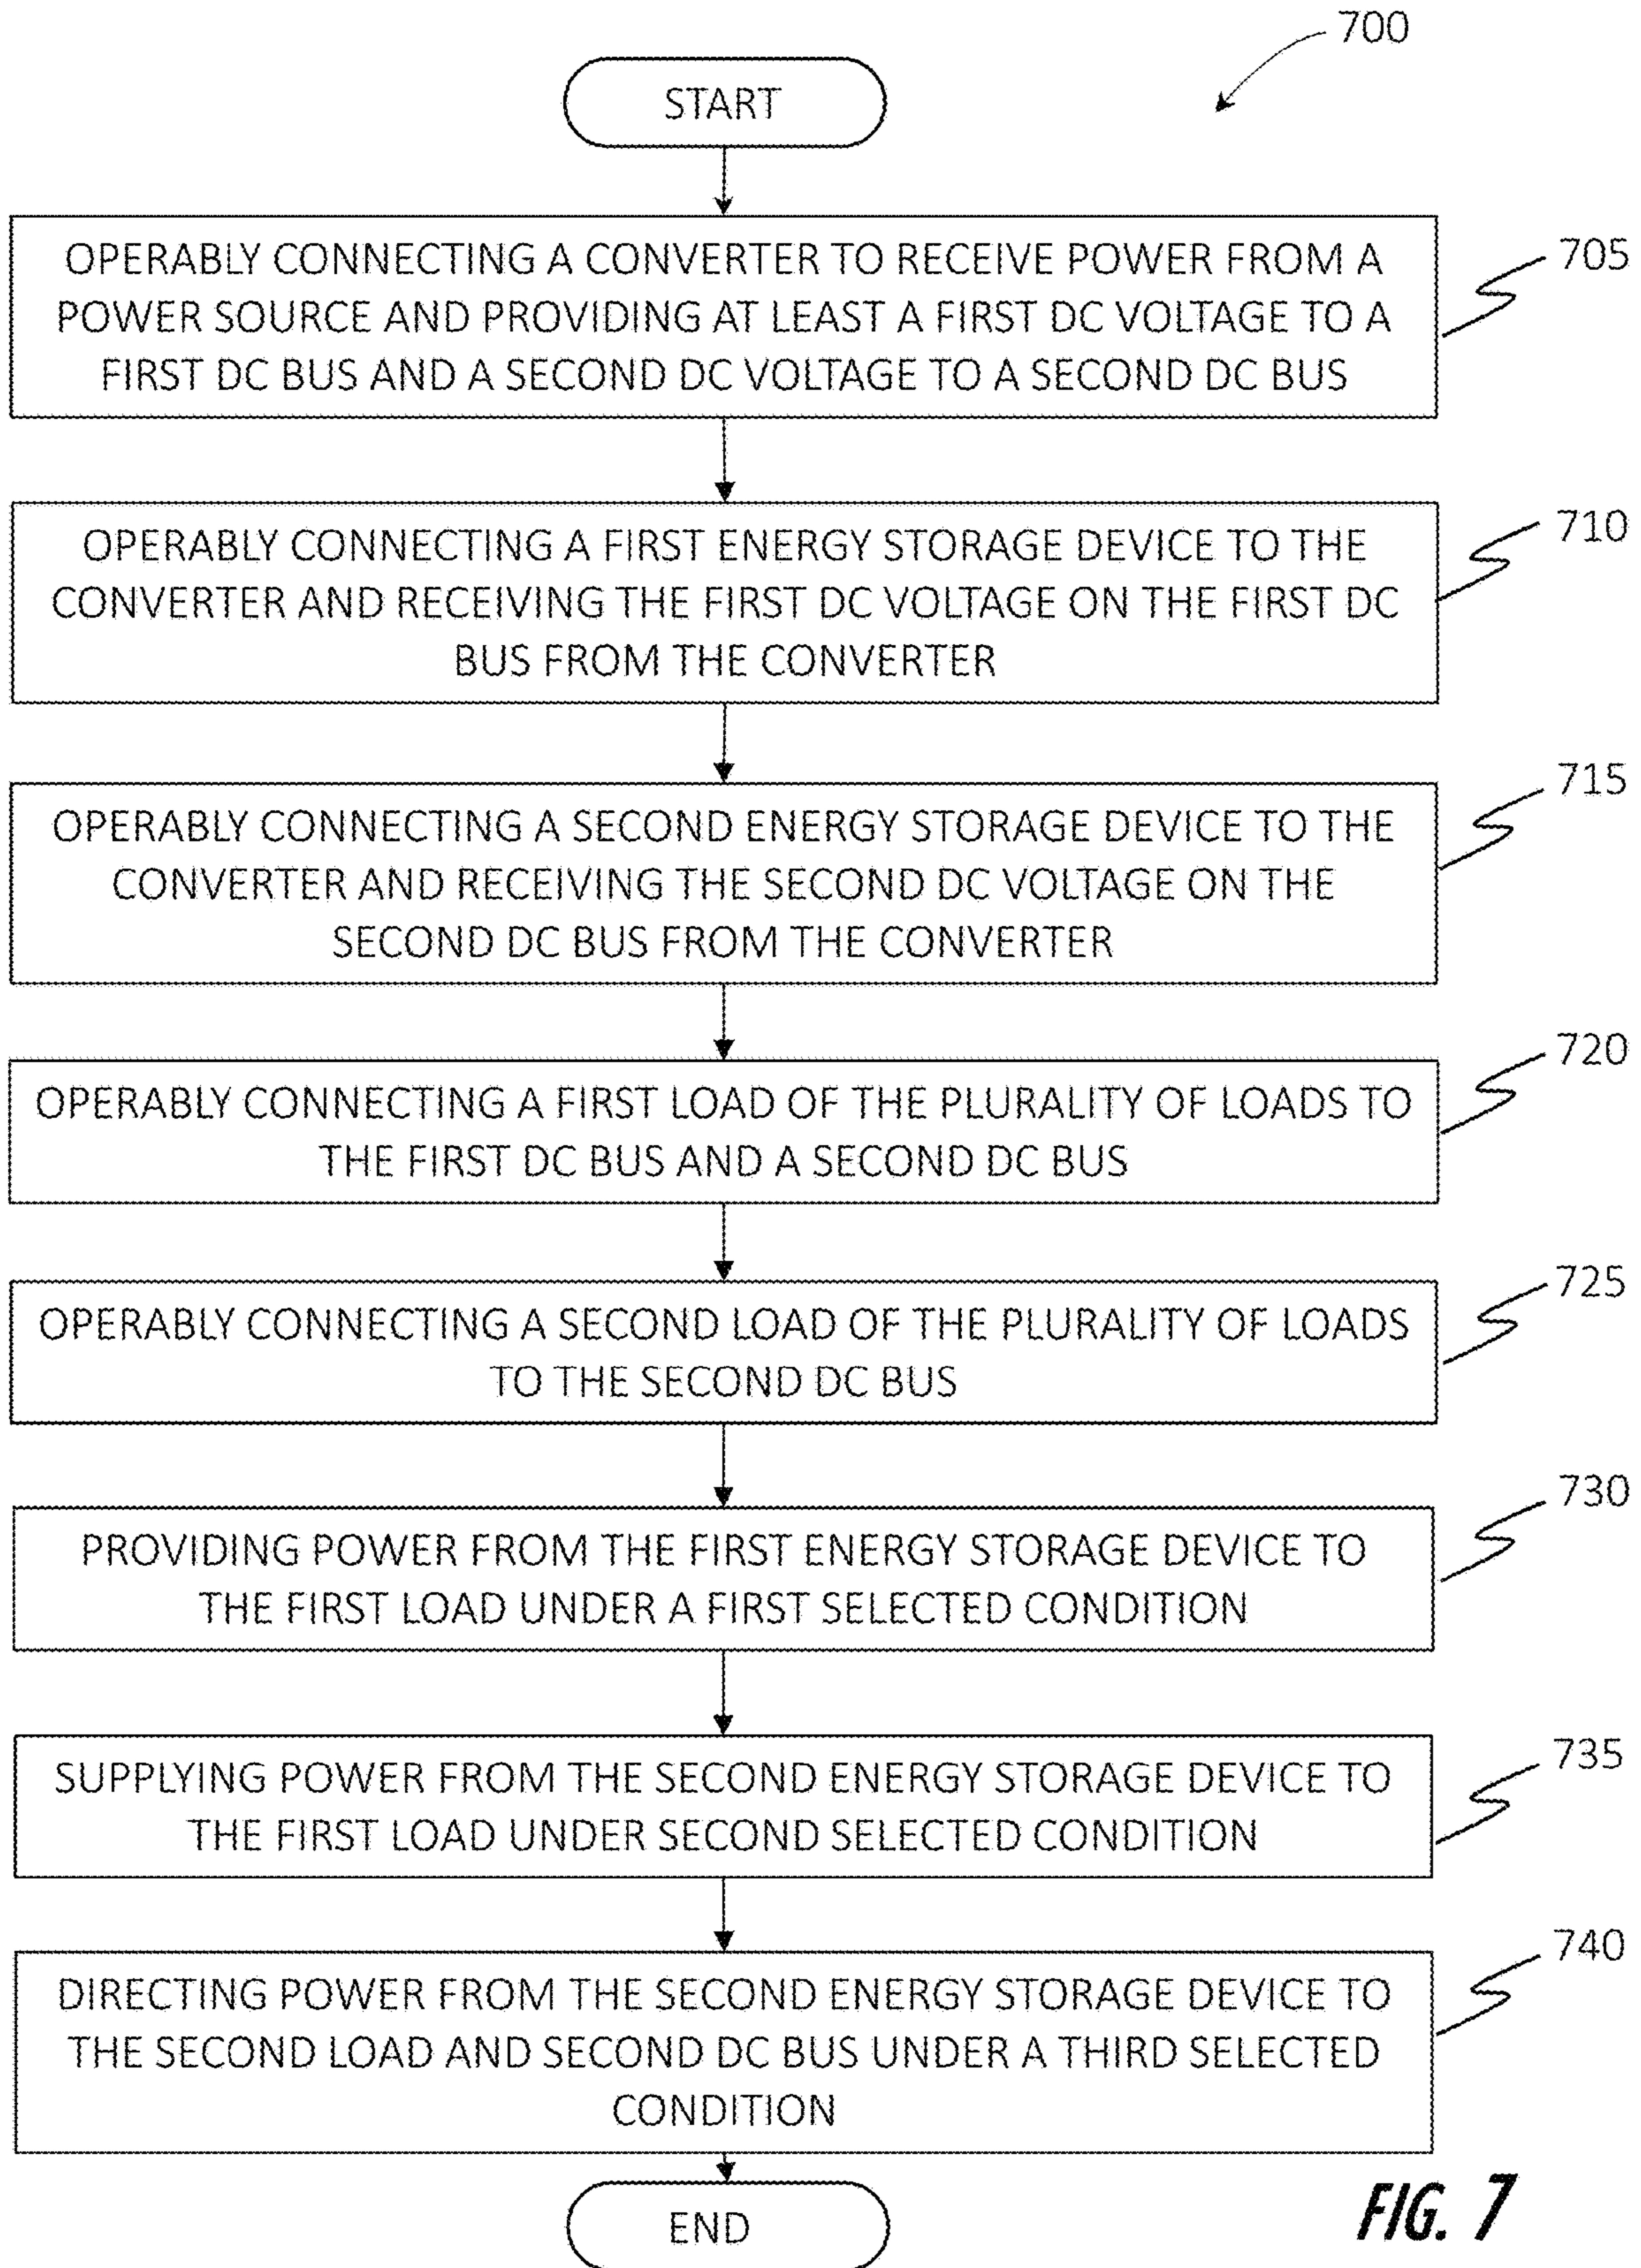 700
START
OPERABLY CONNECTING A CONVERTER TO RECEIVE POWER FROM A
POWER SOURCE AND PROVIDING AT LEAST A FIRST DC VOLTAGE TO A
FIRST DC BUS AND A SECOND DC VOLTAGE TO A SECOND DC BUS
705
OPERABLY CONNECTING A FIRST ENERGY STORAGE DEVICE TO THE
CONVERTER AND RECEIVING THE FIRST DC VOLTAGE ON THE FIRST DC
BUS FROM THE CONVERTER
710
OPERABLY CONNECTING A SECOND ENERGY STORAGE DEVICE TO THE
CONVERTER AND RECEIVING THE SECOND DC VOLTAGE ON THE
SECOND DC BUS FROM THE CONVERTER
715
OPERABLY CONNECTING A FIRST LOAD OF THE PLURALITY OF LOADS TO
THE FIRST DC BUS AND A SECOND DC BUS
720
OPERABLY CONNECTING A SECOND LOAD OF THE PLURALITY OF LOADS
TO THE SECOND DC BUS
725
PROVIDING POWER FROM THE FIRST ENERGY STORAGE DEVICE TO
THE FIRST LOAD UNDER A FIRST SELECTED CONDITION
730
SUPPLYING POWER FROM THE SECOND ENERGY STORAGE DEVICE TO
THE FIRST LOAD UNDER SECOND SELECTED CONDITION
735
DIRECTING POWER FROM THE SECOND ENERGY STORAGE DEVICE TO
THE SECOND LOAD AND SECOND DC BUS UNDER A THIRD SELECTED
CONDITION
740
END
FIG. 7